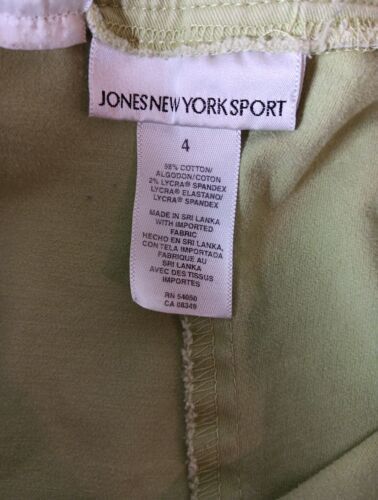 JONES NEW YORK SPORT
4
98% COTTON/
ALGODON/COTON
2% LYCRA® SPANDEX
LYCRA® ELASTANO/
LYCRA® SPANDEX
MADE IN SRI LANKA
WITH IMPORTED
FABRIC
HECHO EN SRI LANKA,
CON TELA IMPORTADA
FABRIQUE AU
SRI LANKA
AVEC DES TISSUS
IMPORTES
RN 54050
CA 08349